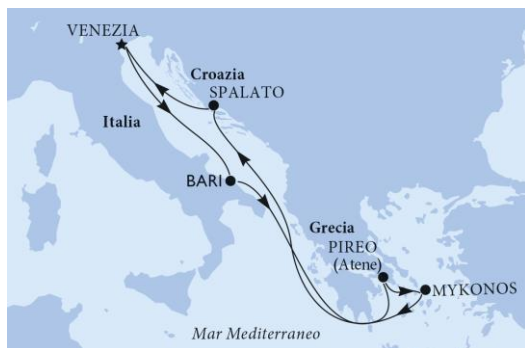 VENEZIA
Croazia
SPALATO
Italia
BARI
Grecia
PIREO
(Atene)
MYKONOS
Mar Mediterraneo